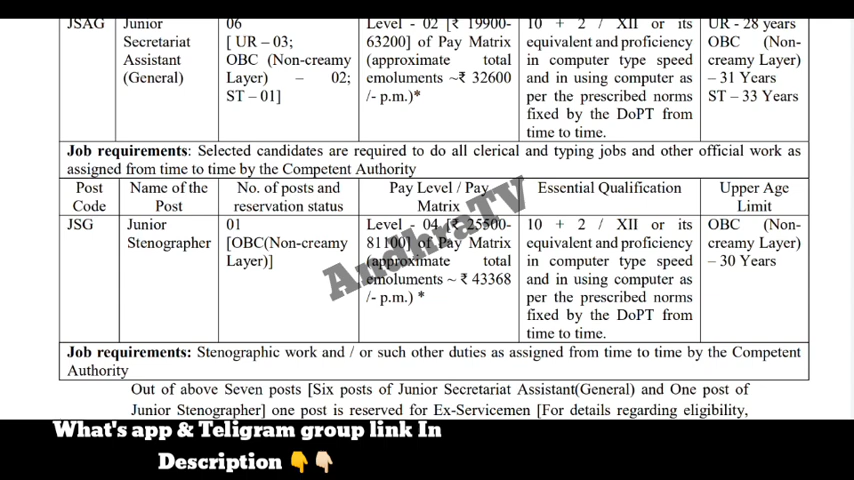 JSAG Junior Secretariat Assistant (General) 06 [ UR – 03; OBC (Non-creamy Layer) – 02; ST – 01] Level - 02 [₹ 19900-63200] of Pay Matrix (approximate total emoluments ~₹ 32600 /- p.m.)* 10 + 2 / XII or its equivalent and proficiency in computer type speed and in using computer as per the prescribed norms fixed by the DoPT from time to time. UR - 28 years OBC (Non-creamy Layer) – 31 Years ST – 33 Years
Job requirements: Selected candidates are required to do all clerical and typing jobs and other official work as
assigned from time to time by the Competent Authority
Post Code Name of the Post No. of posts and reservation status Pay Level / Pay Matrix Essential Qualification Upper Age Limit
JSG Junior Stenographer 01 [OBC(Non-creamy Layer)] Level - 04 [₹ 25500-81100] of Pay Matrix (approximate total emoluments ~ ₹ 43368 /- p.m.) * 10 + 2 / XII or its equivalent and proficiency in computer type speed and in using computer as per the prescribed norms fixed by the DoPT from time to time. OBC (Non-creamy Layer) – 30 Years
AndhraTV
Job requirements: Stenographic work and / or such other duties as assigned from time to time by the Competent
Authority
Out of above Seven posts [Six posts of Junior Secretariat Assistant(General) and One post of
Junior Stenographer] one post is reserved for Ex-Servicemen [For details regarding eligibility,
What's app & Teligram group link In
Description 👇👇🏻